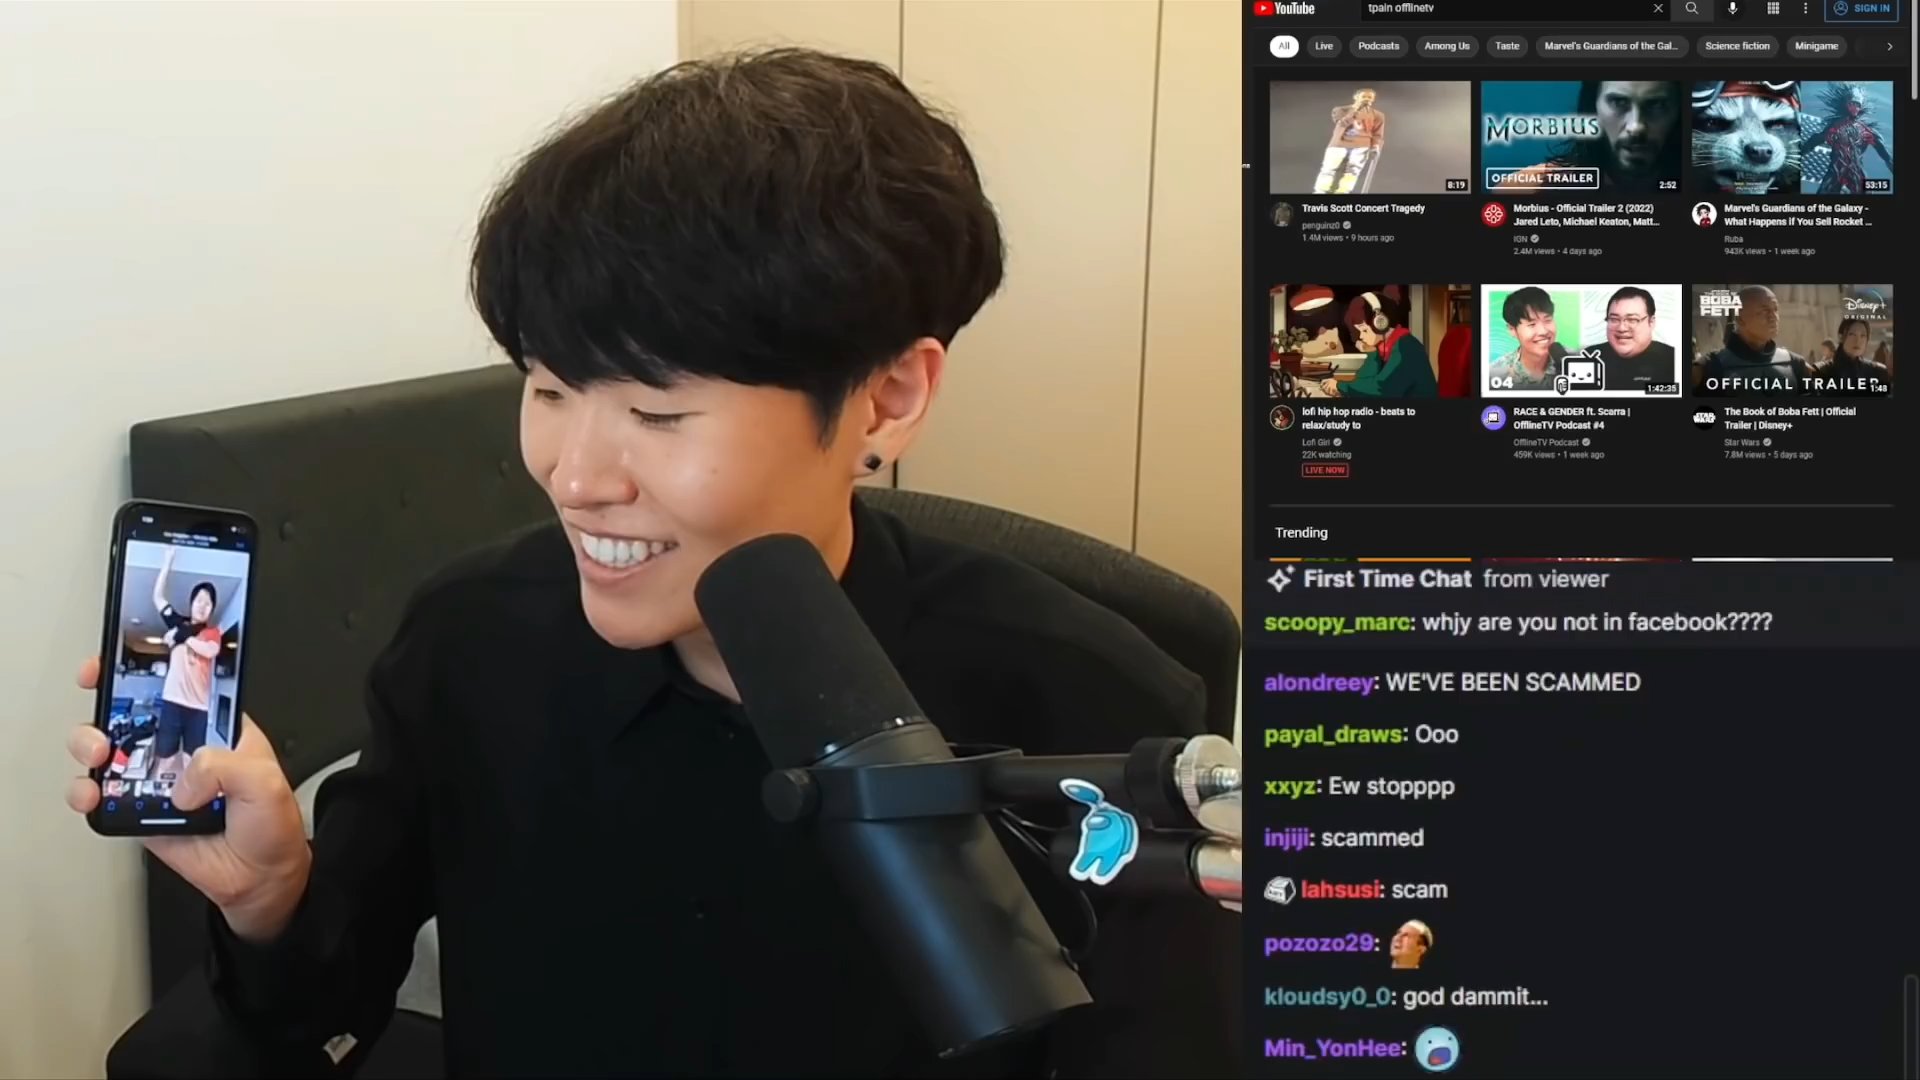 YouTube
tpain offlinetv
SIGN IN
All
Live
Podcasts
Among Us
Taste
Marvel's Guardians of the Gal...
Science fiction
Minigame
8:19
MORBIUS
OFFICIAL TRAILER
2:52
53:15
Travis Scott Concert Tragedy
penguinz0
1.4M views • 9 hours ago
Morbius - Official Trailer 2 (2022)
Jared Leto, Michael Keaton, Matt...
IGN
2.4M views • 4 days ago
Marvel's Guardians of the Galaxy -
What Happens if You Sell Rocket ...
Ruba
943K views • 1 week ago
04
1:42:35
BOBA
FETT
Disney+
ORIGINAL
OFFICIAL TRAILER
1:48
lofi hip hop radio - beats to
relax/study to
Lofi Girl
22K watching
LIVE NOW
RACE & GENDER ft. Scarra |
OfflineTV Podcast #4
OfflineTV Podcast
459K views • 1 week ago
STAR WARS
The Book of Boba Fett | Official
Trailer | Disney+
Star Wars
7.8M views • 5 days ago
Trending
First Time Chat from viewer
scoopy_marc: whjy are you not in facebook????
alondreey: WE'VE BEEN SCAMMED
payal_draws: Ooo
xxyz: Ew stopppp
injiji: scammed
lahsusi: scam
pozozo29:
kloudsy0_0: god dammit...
Min_YonHee: